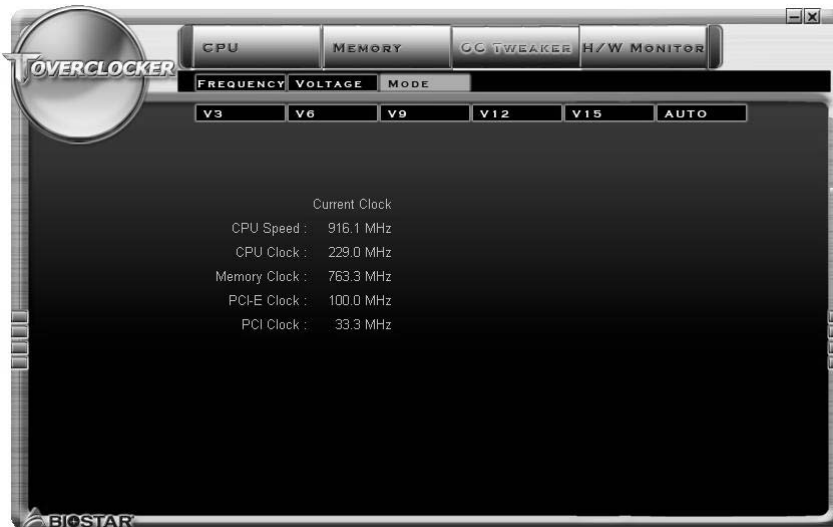 TOVERCLOCKER
CPU MEMORY OC TWEAKER H/W MONITOR
FREQUENCY VOLTAGE MODE
V3 V6 V9 V12 V15 AUTO
Current Clock
CPU Speed : 916.1 MHz
CPU Clock : 229.0 MHz
Memory Clock : 763.3 MHz
PCI-E Clock : 100.0 MHz
PCI Clock : 33.3 MHz
BIOSTAR